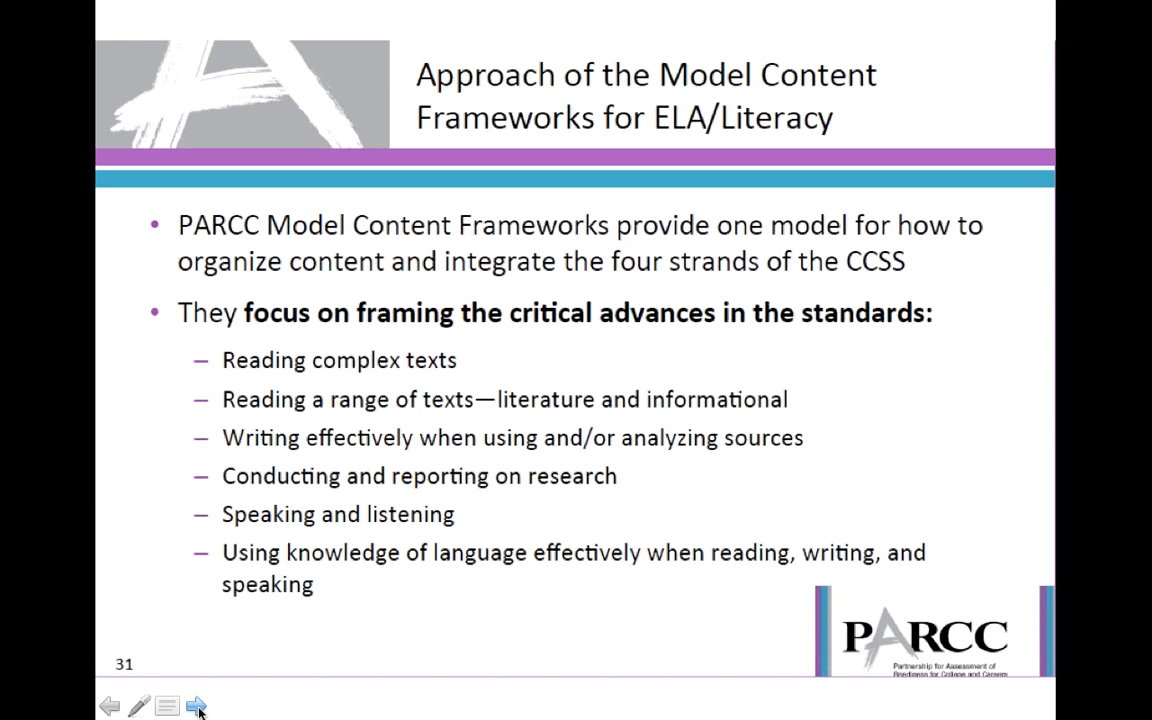 Approach of the Model Content
Frameworks for ELA/Literacy
• PARCC Model Content Frameworks provide one model for how to
organize content and integrate the four strands of the CCSS
• They focus on framing the critical advances in the standards:
– Reading complex texts
– Reading a range of texts—literature and informational
– Writing effectively when using and/or analyzing sources
– Conducting and reporting on research
– Speaking and listening
– Using knowledge of language effectively when reading, writing, and
speaking
PARCC
Partnership for Assessment of
Readiness for College and Careers
31